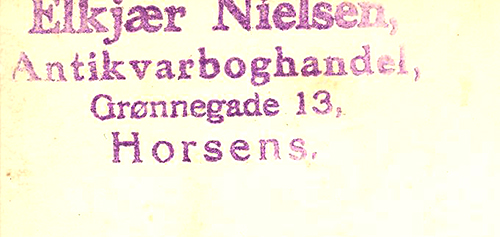 Elkjær Nielsen,
Antikvarboghandel,
Grønnegade 13,
Horsens.